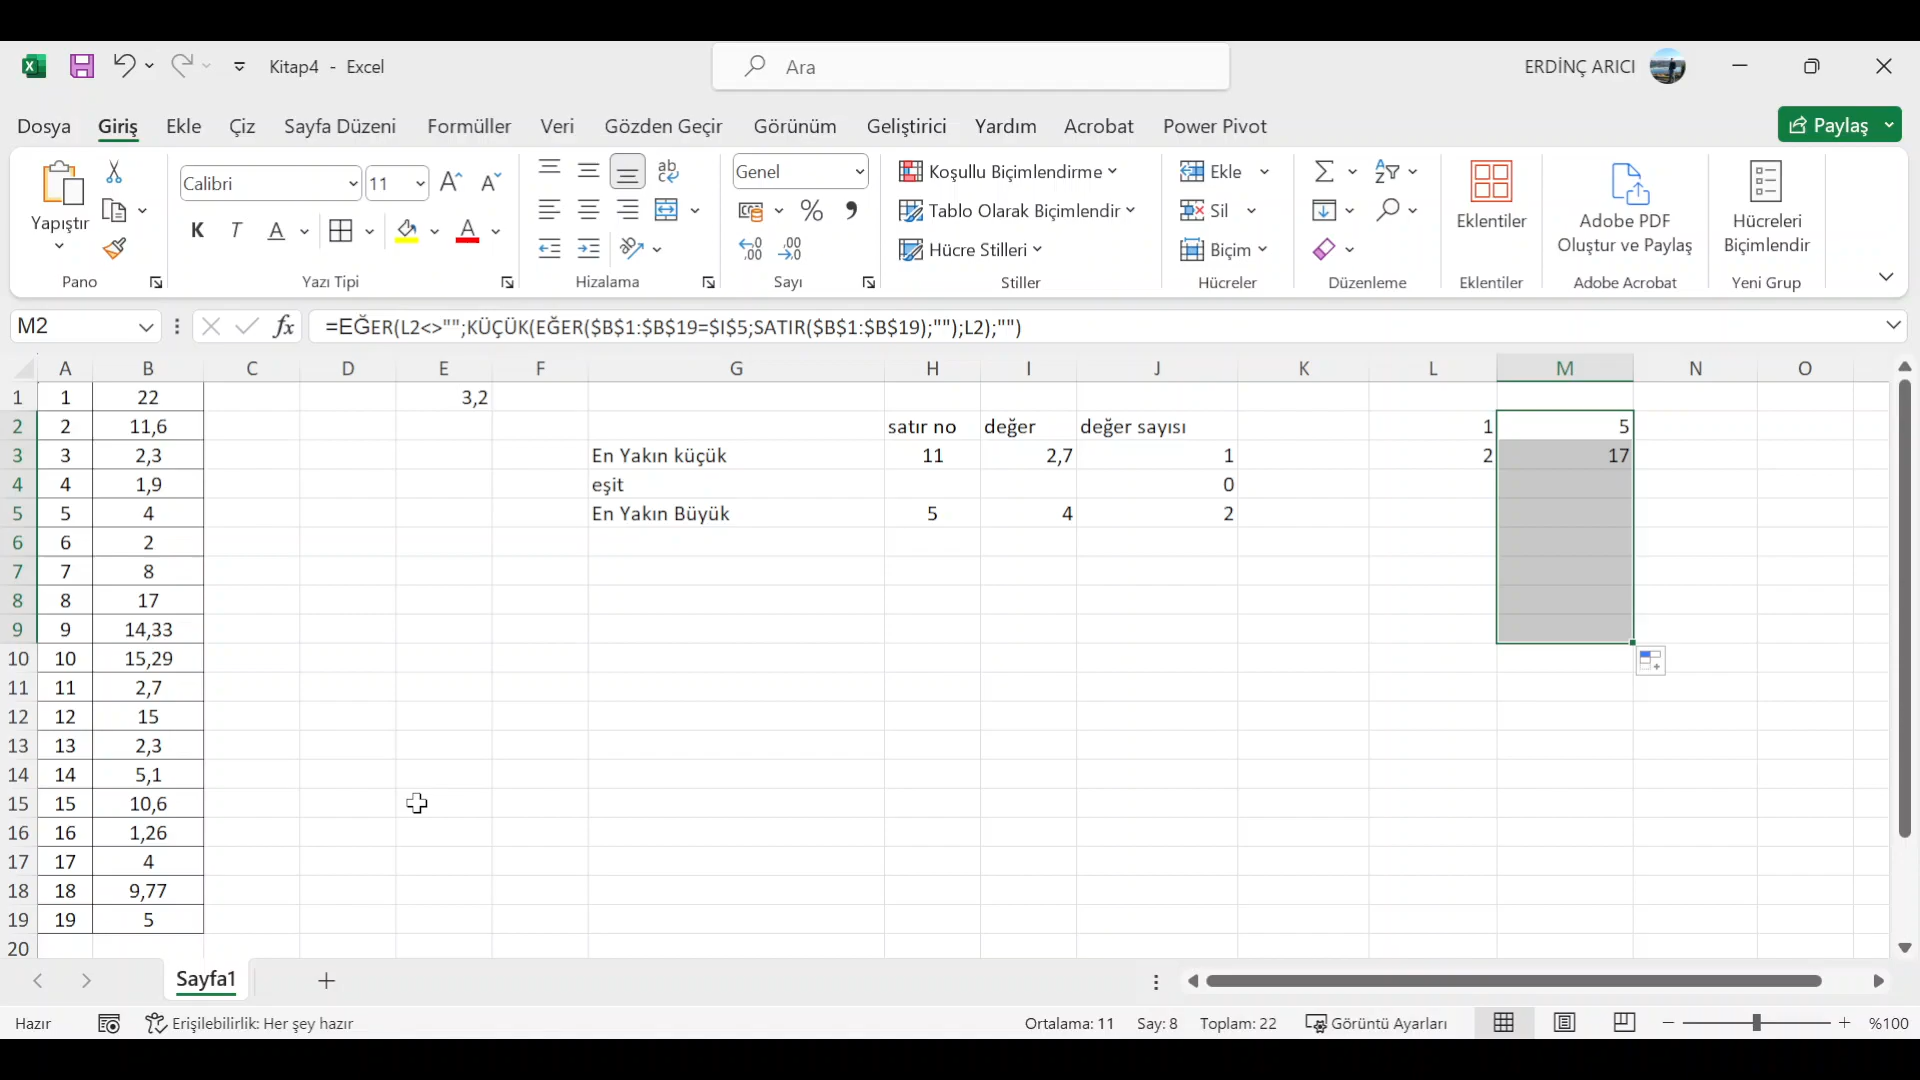 Kitap4 - Excel
Ara
ERDİNÇ ARICI
Dosya Giriş Ekle Çiz Sayfa Düzeni Formüller Veri Gözden Geçir Görünüm Geliştirici Yardım Acrobat Power Pivot
Paylaş
Yapıştır
Pano
Calibri 11
K T A
Yazı Tipi
Hizalama
Genel
Sayı
Koşullu Biçimlendirme
Tablo Olarak Biçimlendir
Hücre Stilleri
Stiller
Ekle
Sil
Biçim
Hücreler
Düzenleme
Eklentiler
Eklentiler
Adobe PDF
Oluştur ve Paylaş
Adobe Acrobat
Hücreleri
Biçimlendir
Yeni Grup
M2 fx =EĞER(L2<>"";KÜÇÜK(EĞER($B$1:$B$19=$I$5;SATIR($B$1:$B$19);"");L2);"")
A B C D E F G H I J K L M N O
1 1 22 3,2
2 2 11,6 satır no değer değer sayısı 1 5
3 3 2,3 En Yakın küçük 11 2,7 1 2 17
4 4 1,9 eşit 0
5 5 4 En Yakın Büyük 5 4 2
6 6 2
7 7 8
8 8 17
9 9 14,33
10 10 15,29
11 11 2,7
12 12 15
13 13 2,3
14 14 5,1
15 15 10,6
16 16 1,26
17 17 4
18 18 9,77
19 19 5
20
Sayfa1
Hazır Erişilebilirlik: Her şey hazır Ortalama: 11 Say: 8 Toplam: 22 Görüntü Ayarları %100